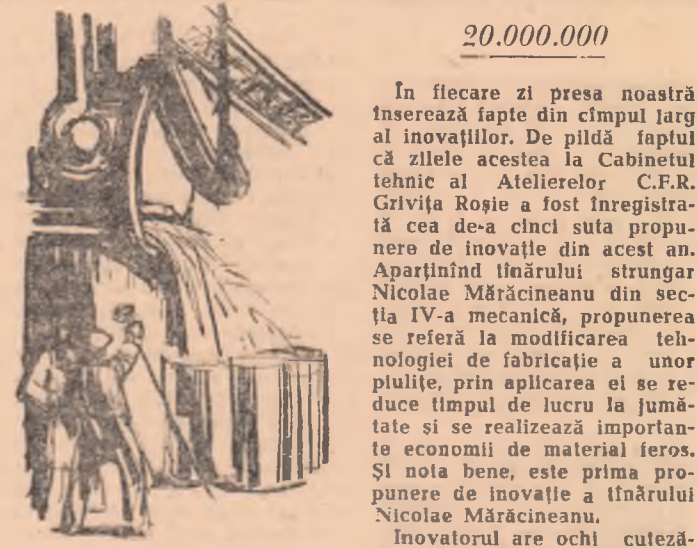 20.000.000
În fiecare zi presa noastră
înserează fapte din cîmpul larg
al inovațiilor. De pildă faptul
că zilele acestea la Cabinetul
tehnic al Atelierelor C.F.R.
Grivița Roșie a fost înregistra-
tă cea de-a cinci suta propu-
nere de inovație din acest an.
Aparținînd tînărului strungar
Nicolae Mărăcineanu din sec-
ția IV-a mecanică, propunerea
se referă la modificarea teh-
nologiei de fabricație a unor
piulițe, prin aplicarea ei se re-
duce timpul de lucru la jumă-
tate și se realizează importan-
te economii de material feros.
Și nota bene, este prima pro-
punere de inovație a tînărului
Nicolae Mărăcineanu.
Inovatorul are ochi cuteză-